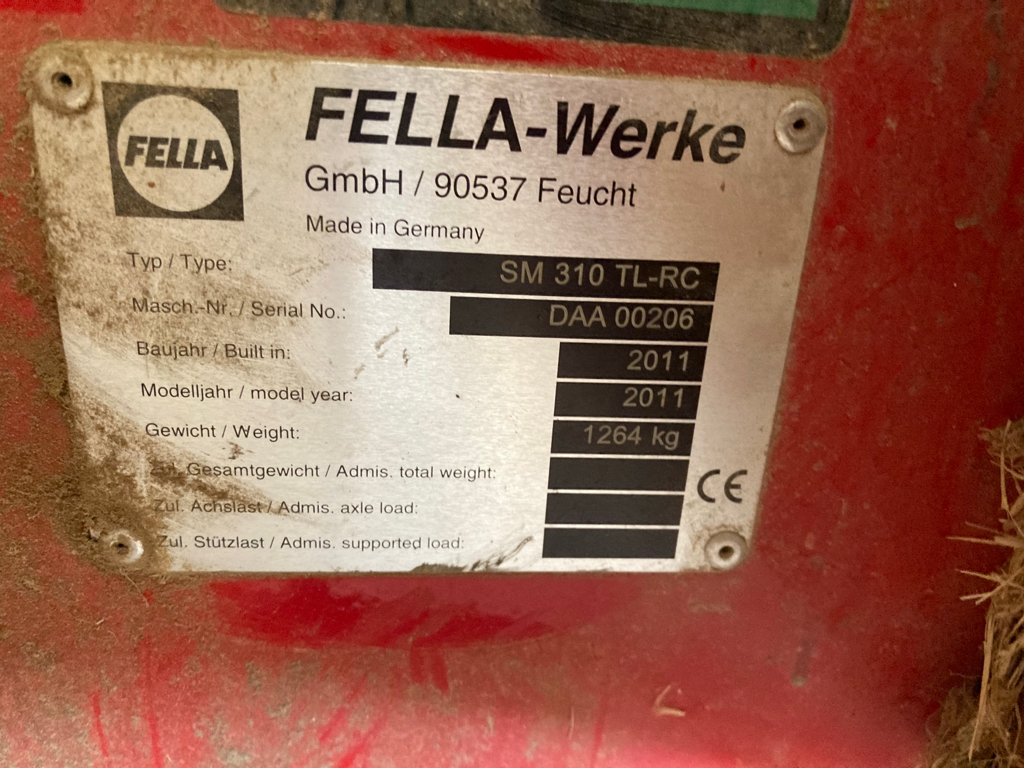 FELLA
FELLA-Werke
GmbH / 90537 Feucht
Made in Germany
Typ / Type: SM 310 TL-RC
Masch.-Nr. / Serial No.: DAA 00206
Baujahr / Built in: 2011
Modelljahr / model year: 2011
Gewicht / Weight: 1264 kg
Zul. Gesamtgewicht / Admis. total weight:
CE
Zul. Achslast / Admis. axle load:
Zul. Stützlast / Admis. supported load: